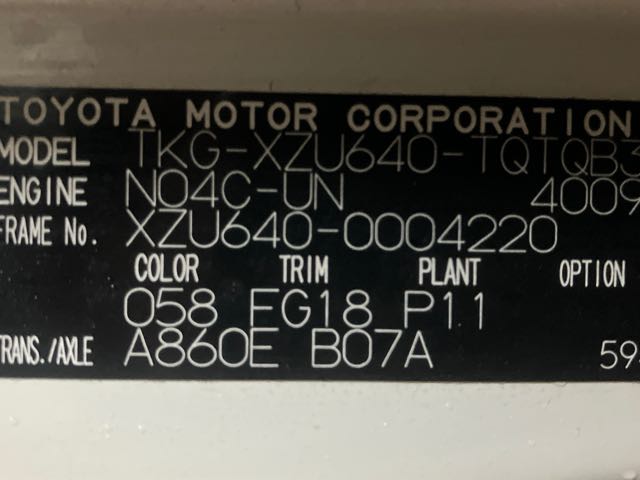 TOYOTA MOTOR CORPORATION
MODEL TKG-XZU640-TQTQB3
ENGINE N04C-UN 4009
FRAME No. XZU640-0004220
COLOR TRIM PLANT OPTION
058 FG18 P11
TRANS./AXLE A860E B07A 59